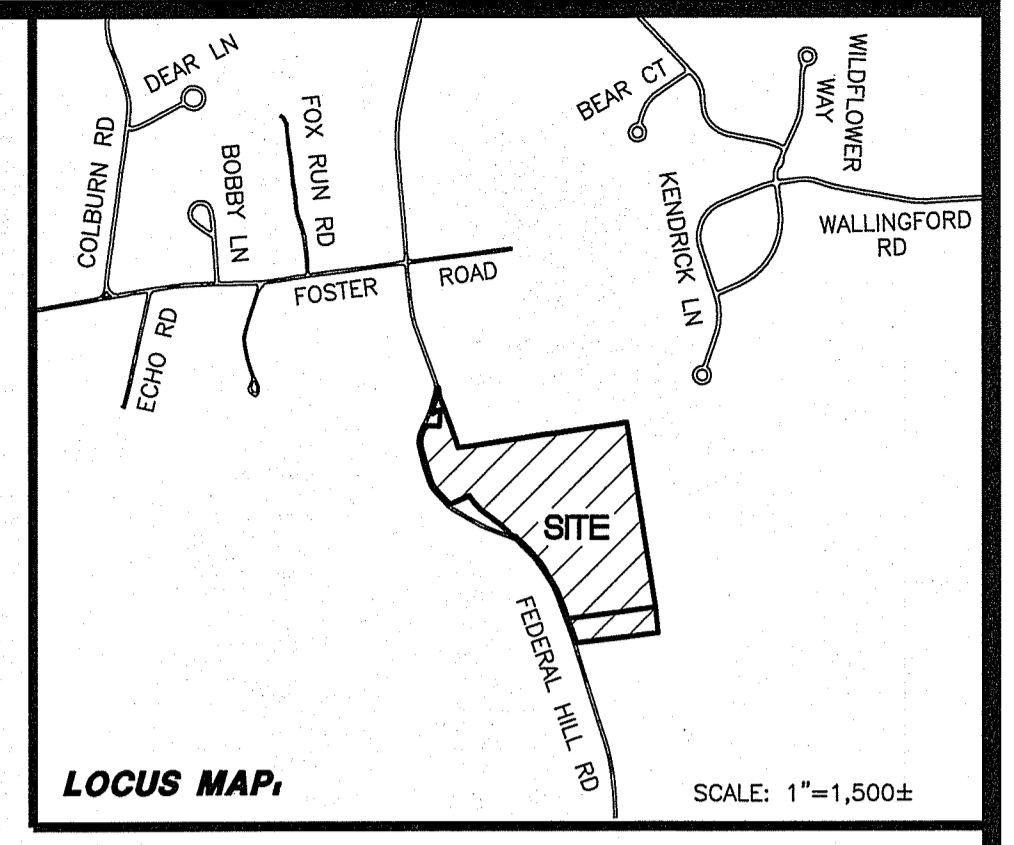 DEAR LN
COLBURN RD
BOBBY LN
FOX RUN RD
BEAR CT
WILDFLOWER
WAY
KENDRICK LN
WALLINGFORD
RD
FOSTER
ROAD
ECHO RD
SITE
FEDERAL HILL RD
LOCUS MAP:
SCALE: 1"=1,500±